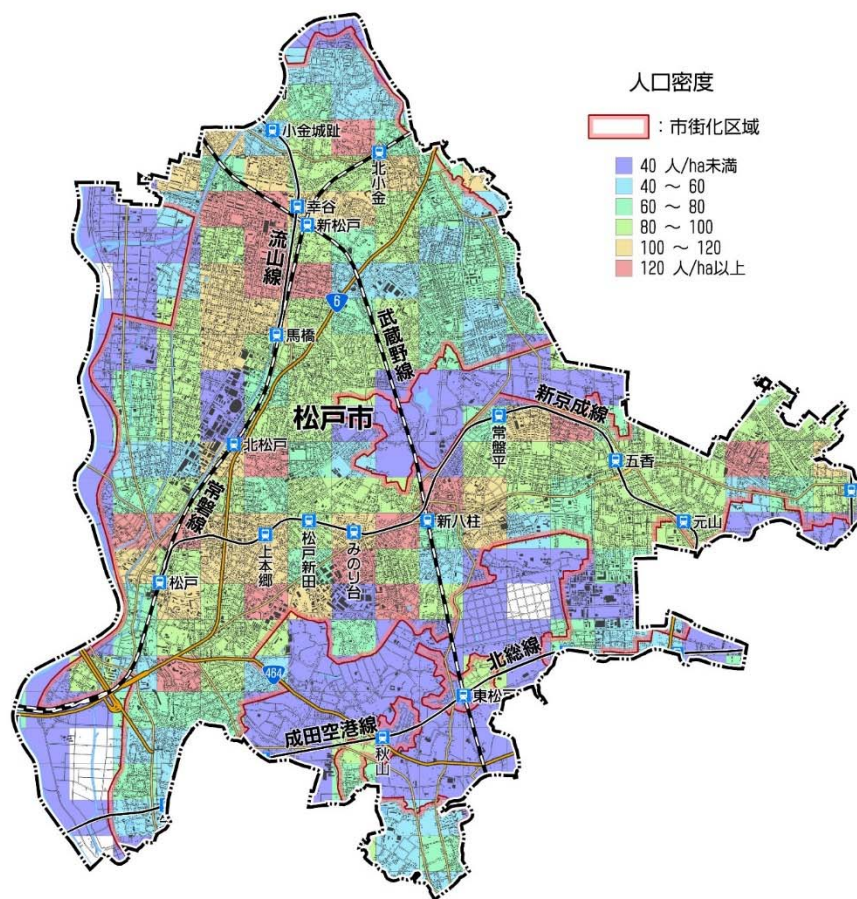 人口密度
：市街化区域
40 人/ha未満
40 ～ 60
60 ～ 80
80 ～ 100
100 ～ 120
120 人/ha以上
小金城趾
北小金
幸谷
新松戸
流山線
6
武蔵野線
馬橋
松戸市
新京成線
常盤平
北松戸
五香
常磐線
新八柱
元山
上本郷
松戸新田
みのり台
松戸
464
北総線
東松戸
成田空港線
秋山